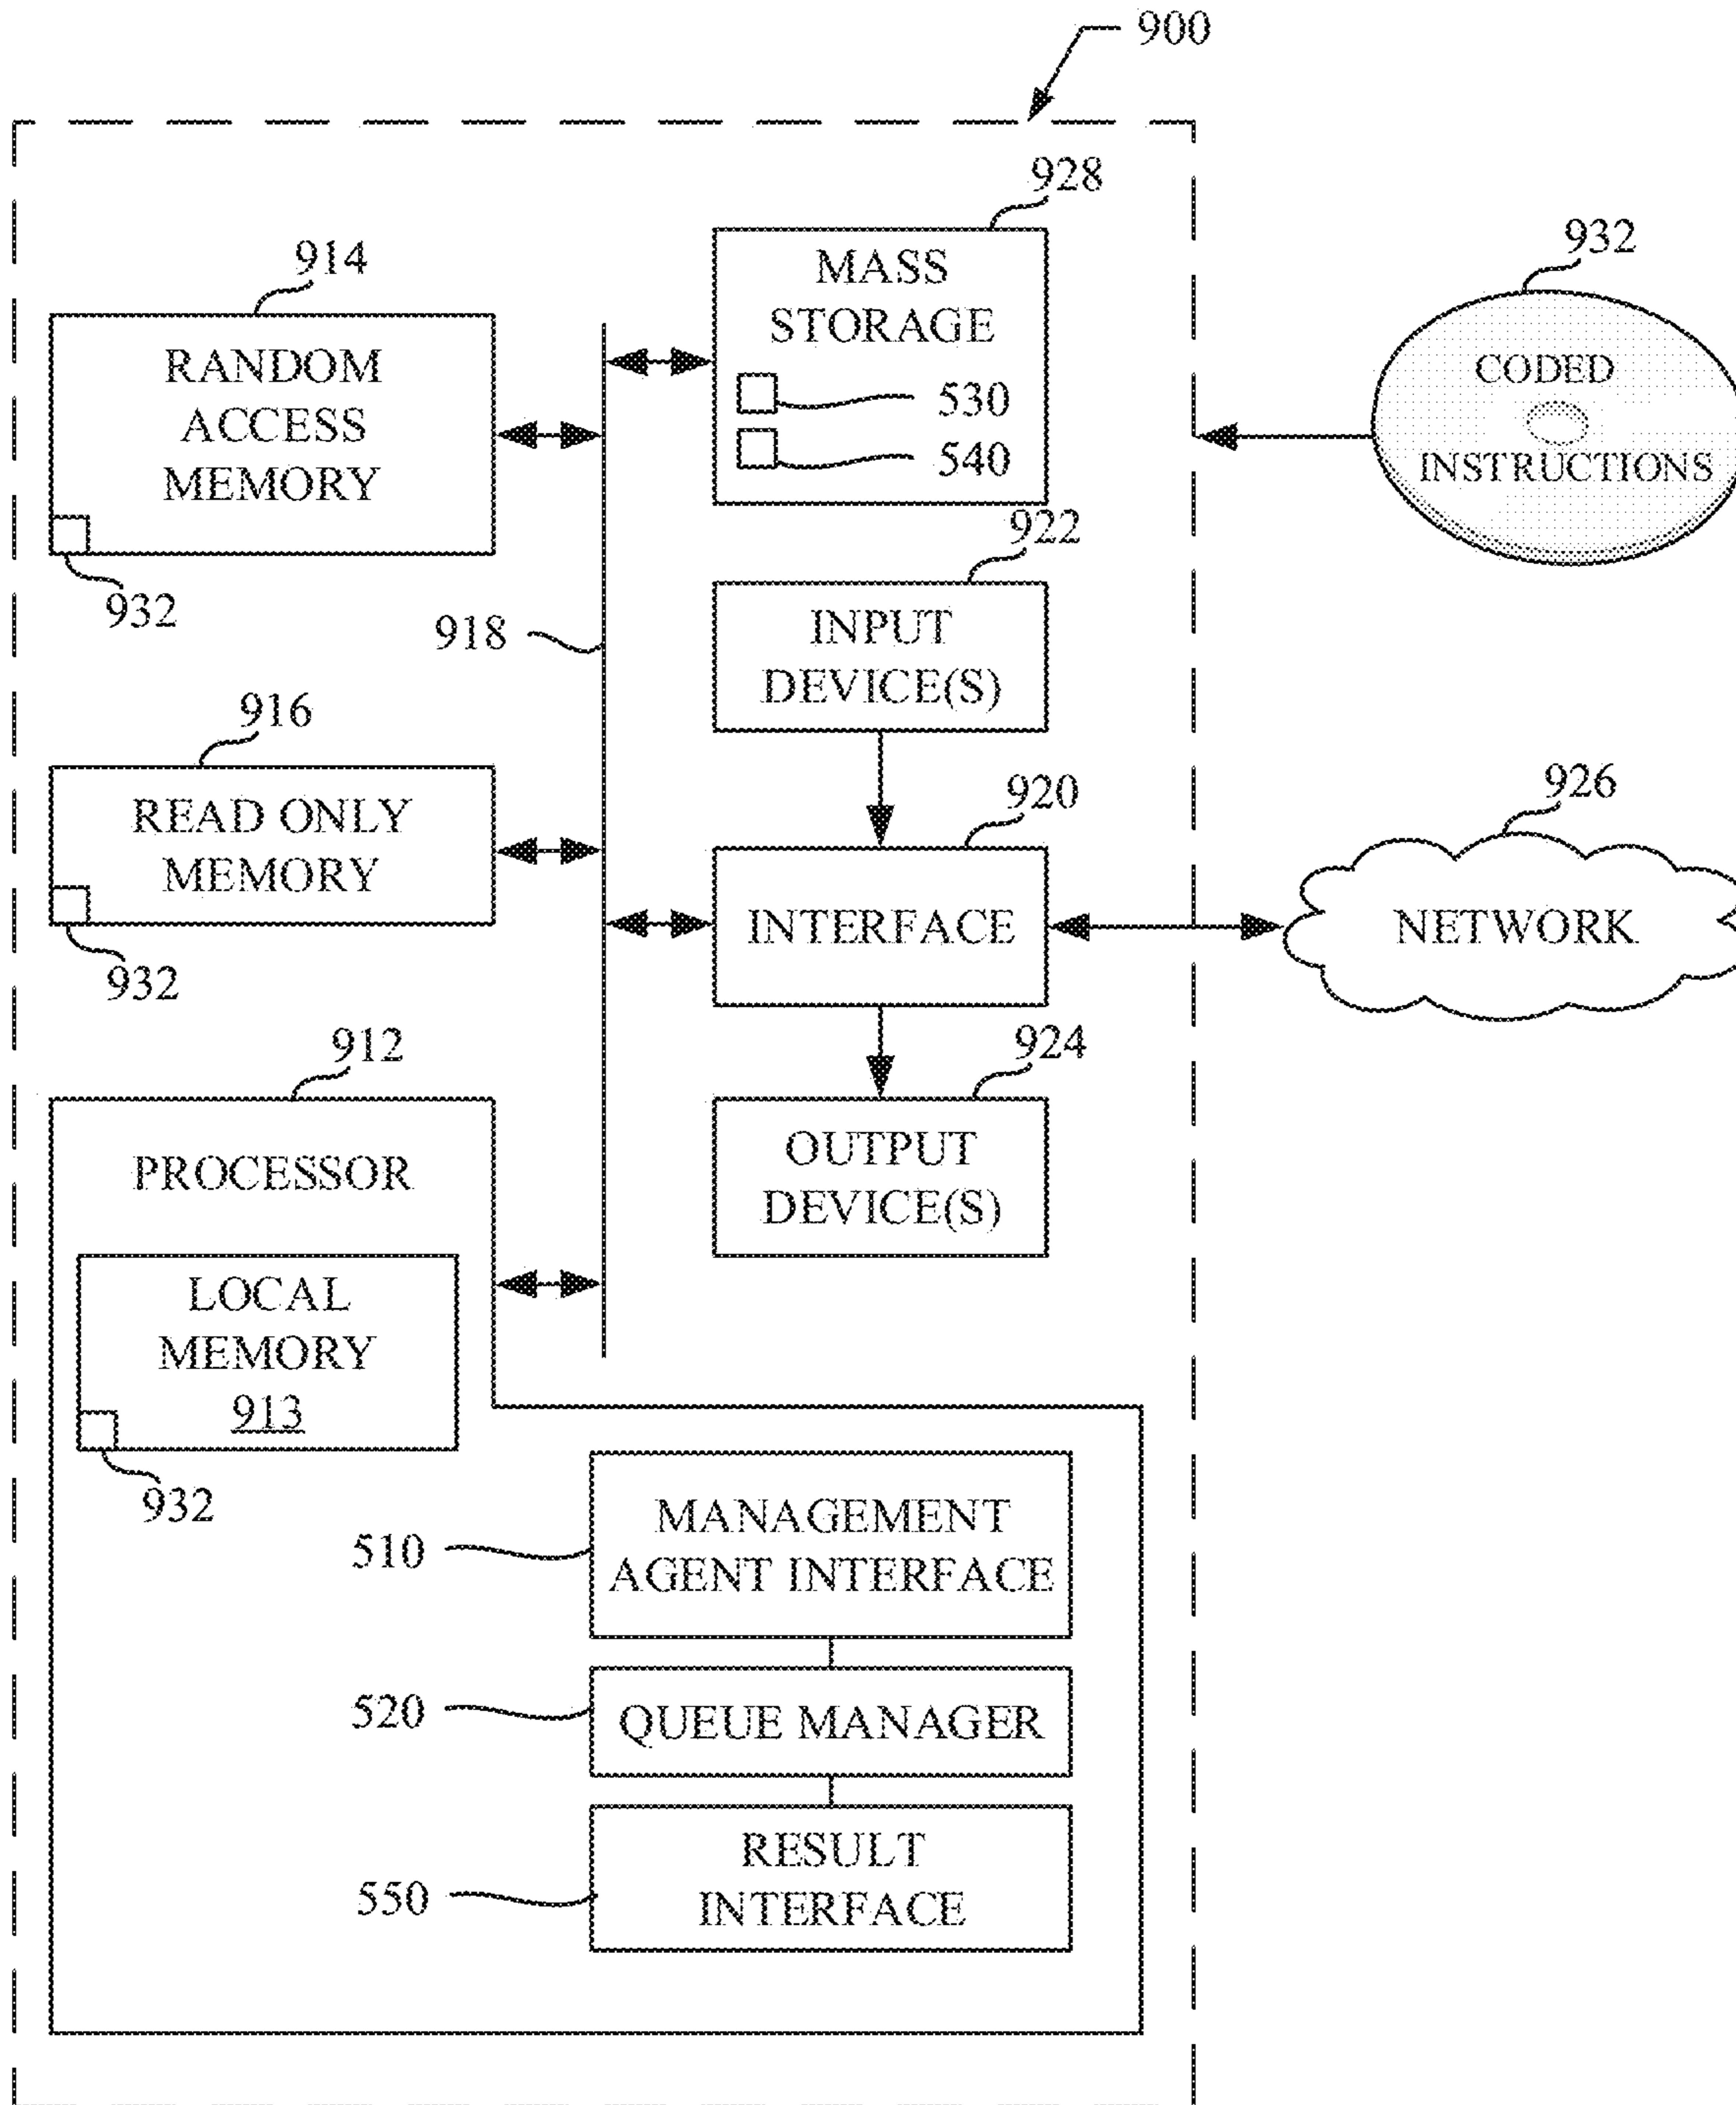 900
928
MASS
STORAGE
530
540
914
RANDOM
ACCESS
MEMORY
932
932
CODED
INSTRUCTIONS
922
INPUT
DEVICE(S)
918
916
READ ONLY
MEMORY
932
920
INTERFACE
926
NETWORK
924
OUTPUT
DEVICE(S)
912
PROCESSOR
LOCAL
MEMORY
913
932
510
MANAGEMENT
AGENT INTERFACE
520
QUEUE MANAGER
550
RESULT
INTERFACE